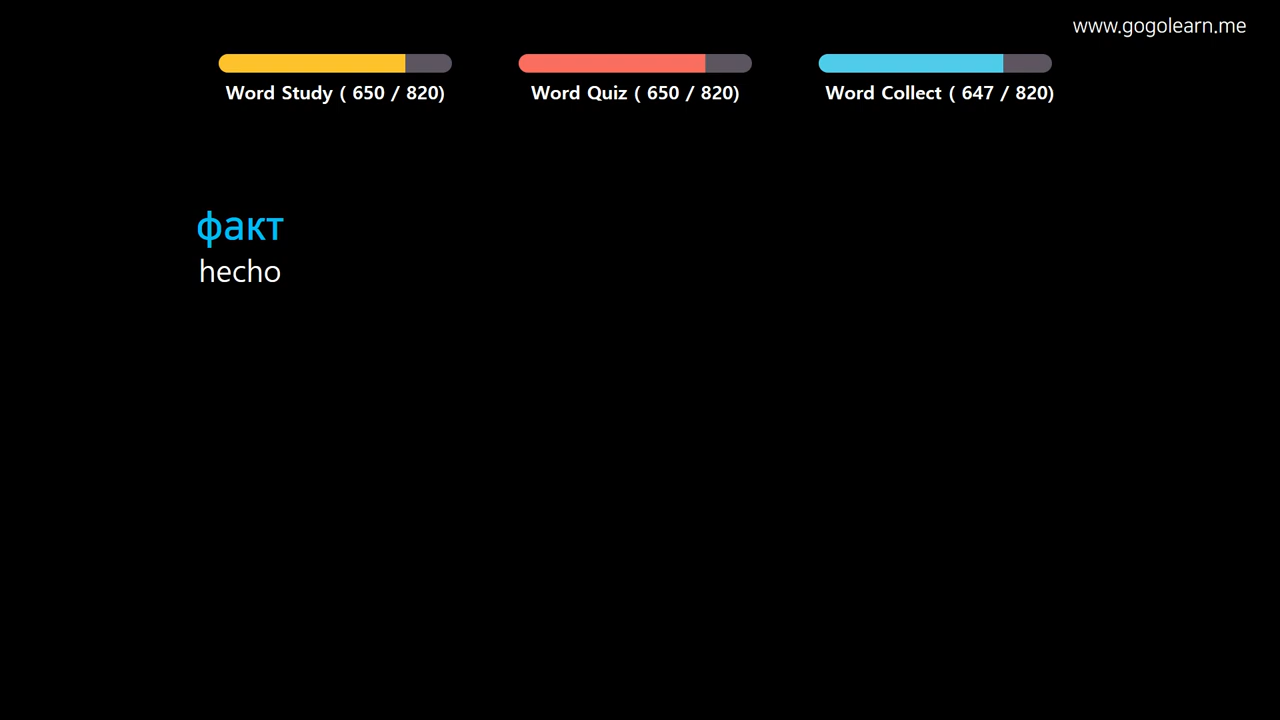 www.gogolearn.me
Word Study ( 650 / 820)
Word Quiz ( 650 / 820)
Word Collect ( 647 / 820)
факт
hecho